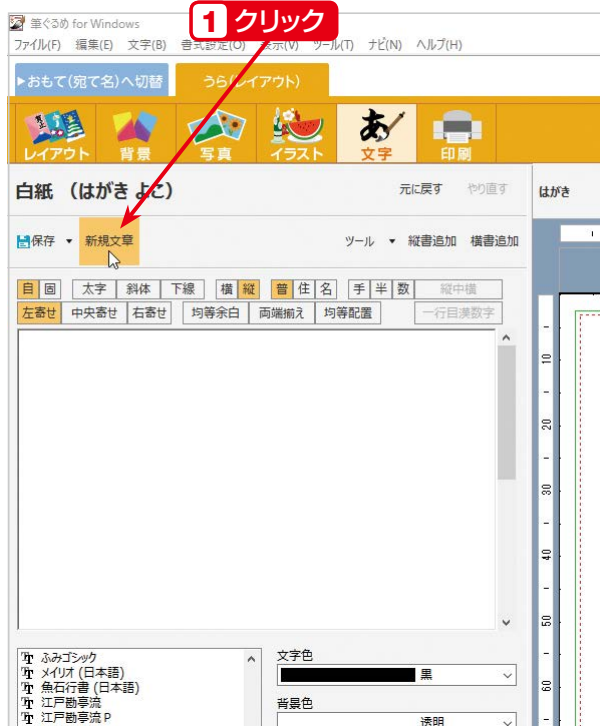 1 クリック
筆ぐるめ for Windows
ファイル(F) 編集(E) 文字(B) 書式設定(O) 表示(V) ツール(T) ナビ(N) ヘルプ(H)
▶おもて(宛て名)へ切替 うら(レイアウト)
レイアウト 背景 写真 イラスト 文字 印刷
白紙 (はがき よこ) 元に戻す やり直す はがき
保存 ▼ 新規文章 ツール ▼ 縦書追加 横書追加
自 固 太字 斜体 下線 横 縦 普 住 名 手 半 数 縦中横
左寄せ 中央寄せ 右寄せ 均等余白 両端揃え 均等配置 一行目漢数字
10
20
30
40
50
60
ふみゴシック 文字色
メイリオ (日本語) 黒
魚石行書 (日本語)
江戸勘亭流 背景色
江戸勘亭流 P 透明